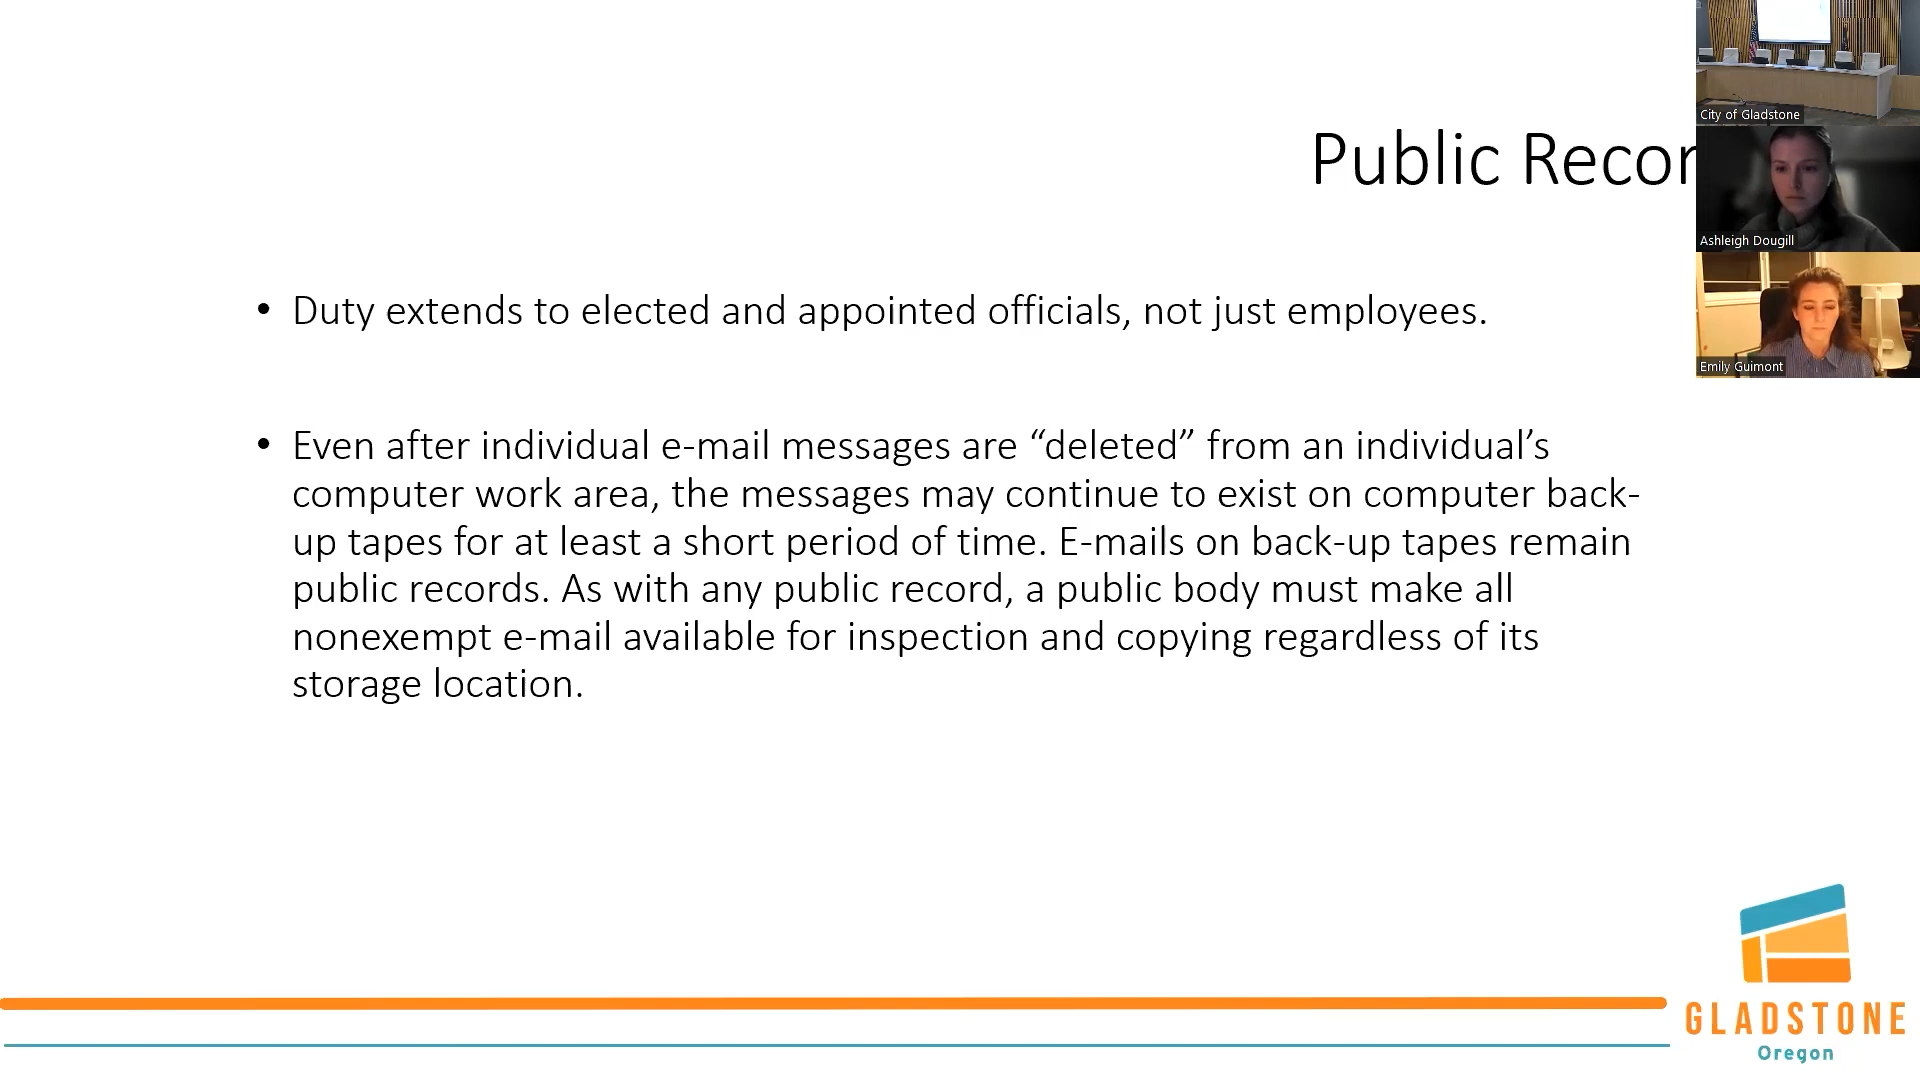 Public Recor
• Duty extends to elected and appointed officials, not just employees.
• Even after individual e-mail messages are “deleted” from an individual’s
computer work area, the messages may continue to exist on computer back-
up tapes for at least a short period of time. E-mails on back-up tapes remain
public records. As with any public record, a public body must make all
nonexempt e-mail available for inspection and copying regardless of its
storage location.
City of Gladstone
Ashleigh Dougill
Emily Guimont
GLADSTONE
Oregon